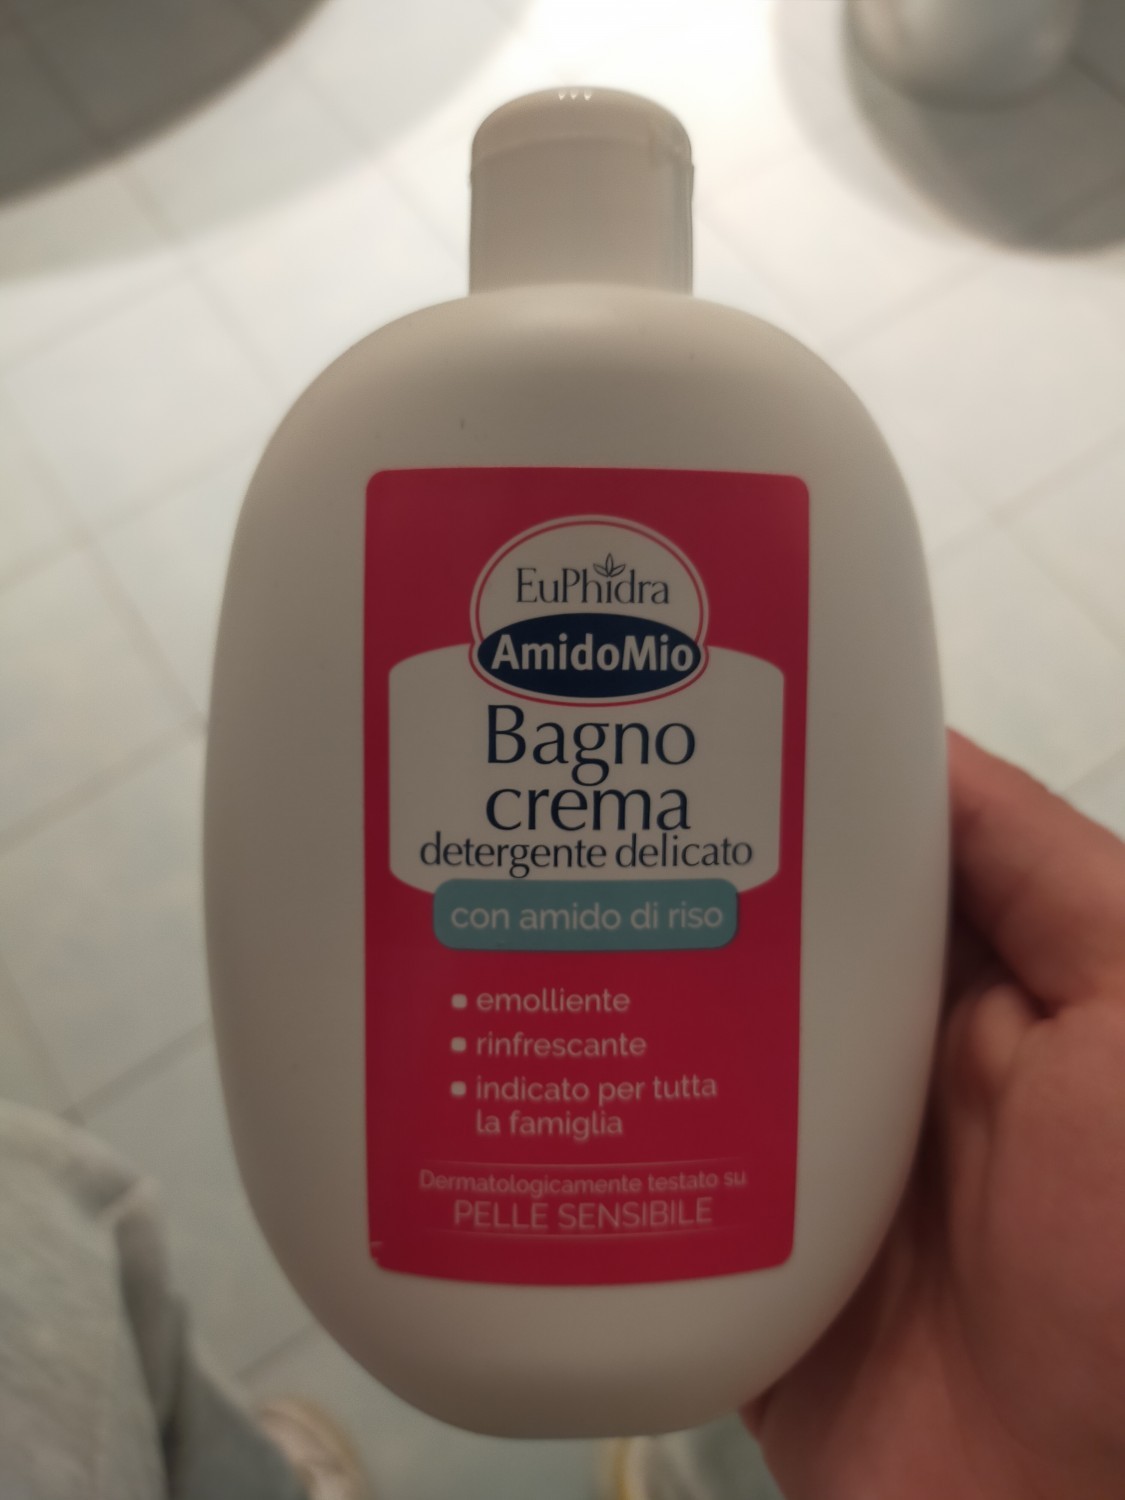 EuPhidra
AmidoMio
Bagno
crema
detergente delicato
con amido di riso
emolliente
rinfrescante
indicato per tutta
la famiglia
Dermatologicamente testato su
PELLE SENSIBILE